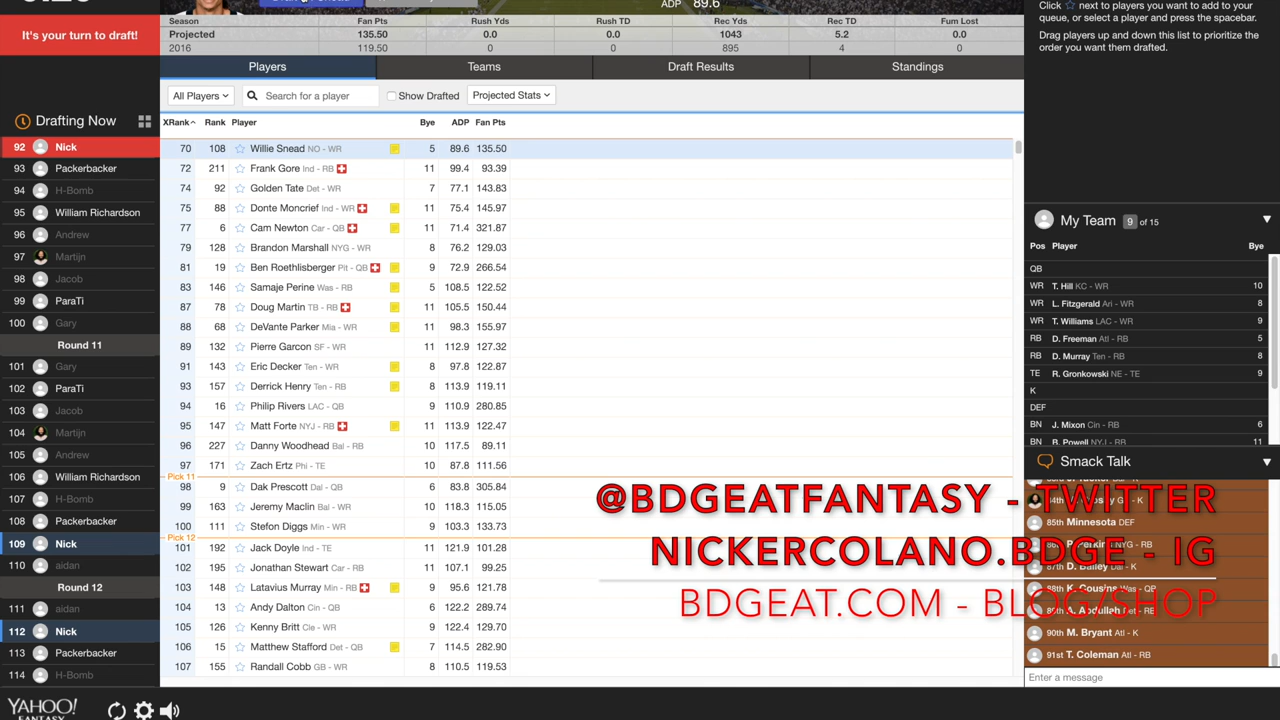 It's your turn to draft!
ADP 89.6
Season Fan Pts Rush Yds Rush TD Rec Yds Rec TD Fum Lost
Projected 135.50 0.0 0.0 1043 5.2 0.0
2016 119.50 0 0 895 4 0
Players Teams Draft Results Standings
All Players Search for a player Show Drafted Projected Stats
XRank Rank Player Bye ADP Fan Pts
70 108 Willie Snead NO - WR 5 89.6 135.50
72 211 Frank Gore Ind - RB 11 99.4 93.39
74 92 Golden Tate Det - WR 7 77.1 143.83
75 88 Donte Moncrief Ind - WR 11 75.4 145.97
77 6 Cam Newton Car - QB 11 71.4 321.87
79 128 Brandon Marshall NYG - WR 8 76.2 129.03
81 19 Ben Roethlisberger Pit - QB 9 72.9 266.54
83 146 Samaje Perine Was - RB 5 108.5 122.52
87 78 Doug Martin TB - RB 11 105.5 150.44
88 68 DeVante Parker Mia - WR 11 98.3 155.97
89 132 Pierre Garcon SF - WR 11 112.9 127.32
91 143 Eric Decker Ten - WR 8 97.8 122.87
93 157 Derrick Henry Ten - RB 8 113.9 119.11
94 16 Philip Rivers LAC - QB 9 110.9 280.85
95 147 Matt Forte NYJ - RB 11 113.9 122.47
96 227 Danny Woodhead Bal - RB 10 117.5 89.11
97 171 Zach Ertz Phi - TE 10 87.8 111.56
Pick 11
98 9 Dak Prescott Dal - QB 6 83.8 305.84
99 163 Jeremy Maclin Bal - WR 10 118.3 115.05
100 111 Stefon Diggs Min - WR 9 103.3 133.73
Pick 12
101 192 Jack Doyle Ind - TE 11 121.9 101.28
102 195 Jonathan Stewart Car - RB 11 107.1 99.25
103 148 Latavius Murray Min - RB 9 95.6 121.78
104 13 Andy Dalton Cin - QB 6 122.2 289.74
105 126 Kenny Britt Cle - WR 9 122.4 129.70
106 15 Matthew Stafford Det - QB 7 114.5 282.90
107 155 Randall Cobb GB - WR 8 110.5 119.53
Drafting Now
92 Nick
93 Packerbacker
94 H-Bomb
95 William Richardson
96 Andrew
97 Martijn
98 Jacob
99 ParaTi
100 Gary
Round 11
101 Gary
102 ParaTi
103 Jacob
104 Martijn
105 Andrew
106 William Richardson
107 H-Bomb
108 Packerbacker
109 Nick
110 aidan
Round 12
111 aidan
112 Nick
113 Packerbacker
114 H-Bomb
YAHOO!
FANTASY
Click next to players you want to add to your
queue, or select a player and press the spacebar.
Drag players up and down this list to prioritize the
order you want them drafted.
My Team 9 of 15
Pos Player Bye
QB
WR T. Hill KC - WR 10
WR L. Fitzgerald Ari - WR 8
WR T. Williams LAC - WR 9
RB D. Freeman Atl - RB 5
RB D. Murray Ten - RB 8
TE R. Gronkowski NE - TE 9
K
DEF
BN J. Mixon Cin - RB 6
BN B. Powell NYJ - RB 11
Smack Talk
85th Minnesota DEF
87th D. Bailey Dal - K
88th K. Cousins Was - QB
89th A. Abdullah Det - RB
90th M. Bryant Atl - K
91st T. Coleman Atl - RB
Enter a message
@BDGEATFANTASY - TWITTER
NICKERCOLANO.BDGE - IG
BDGEAT.COM - BLOG/SHOP